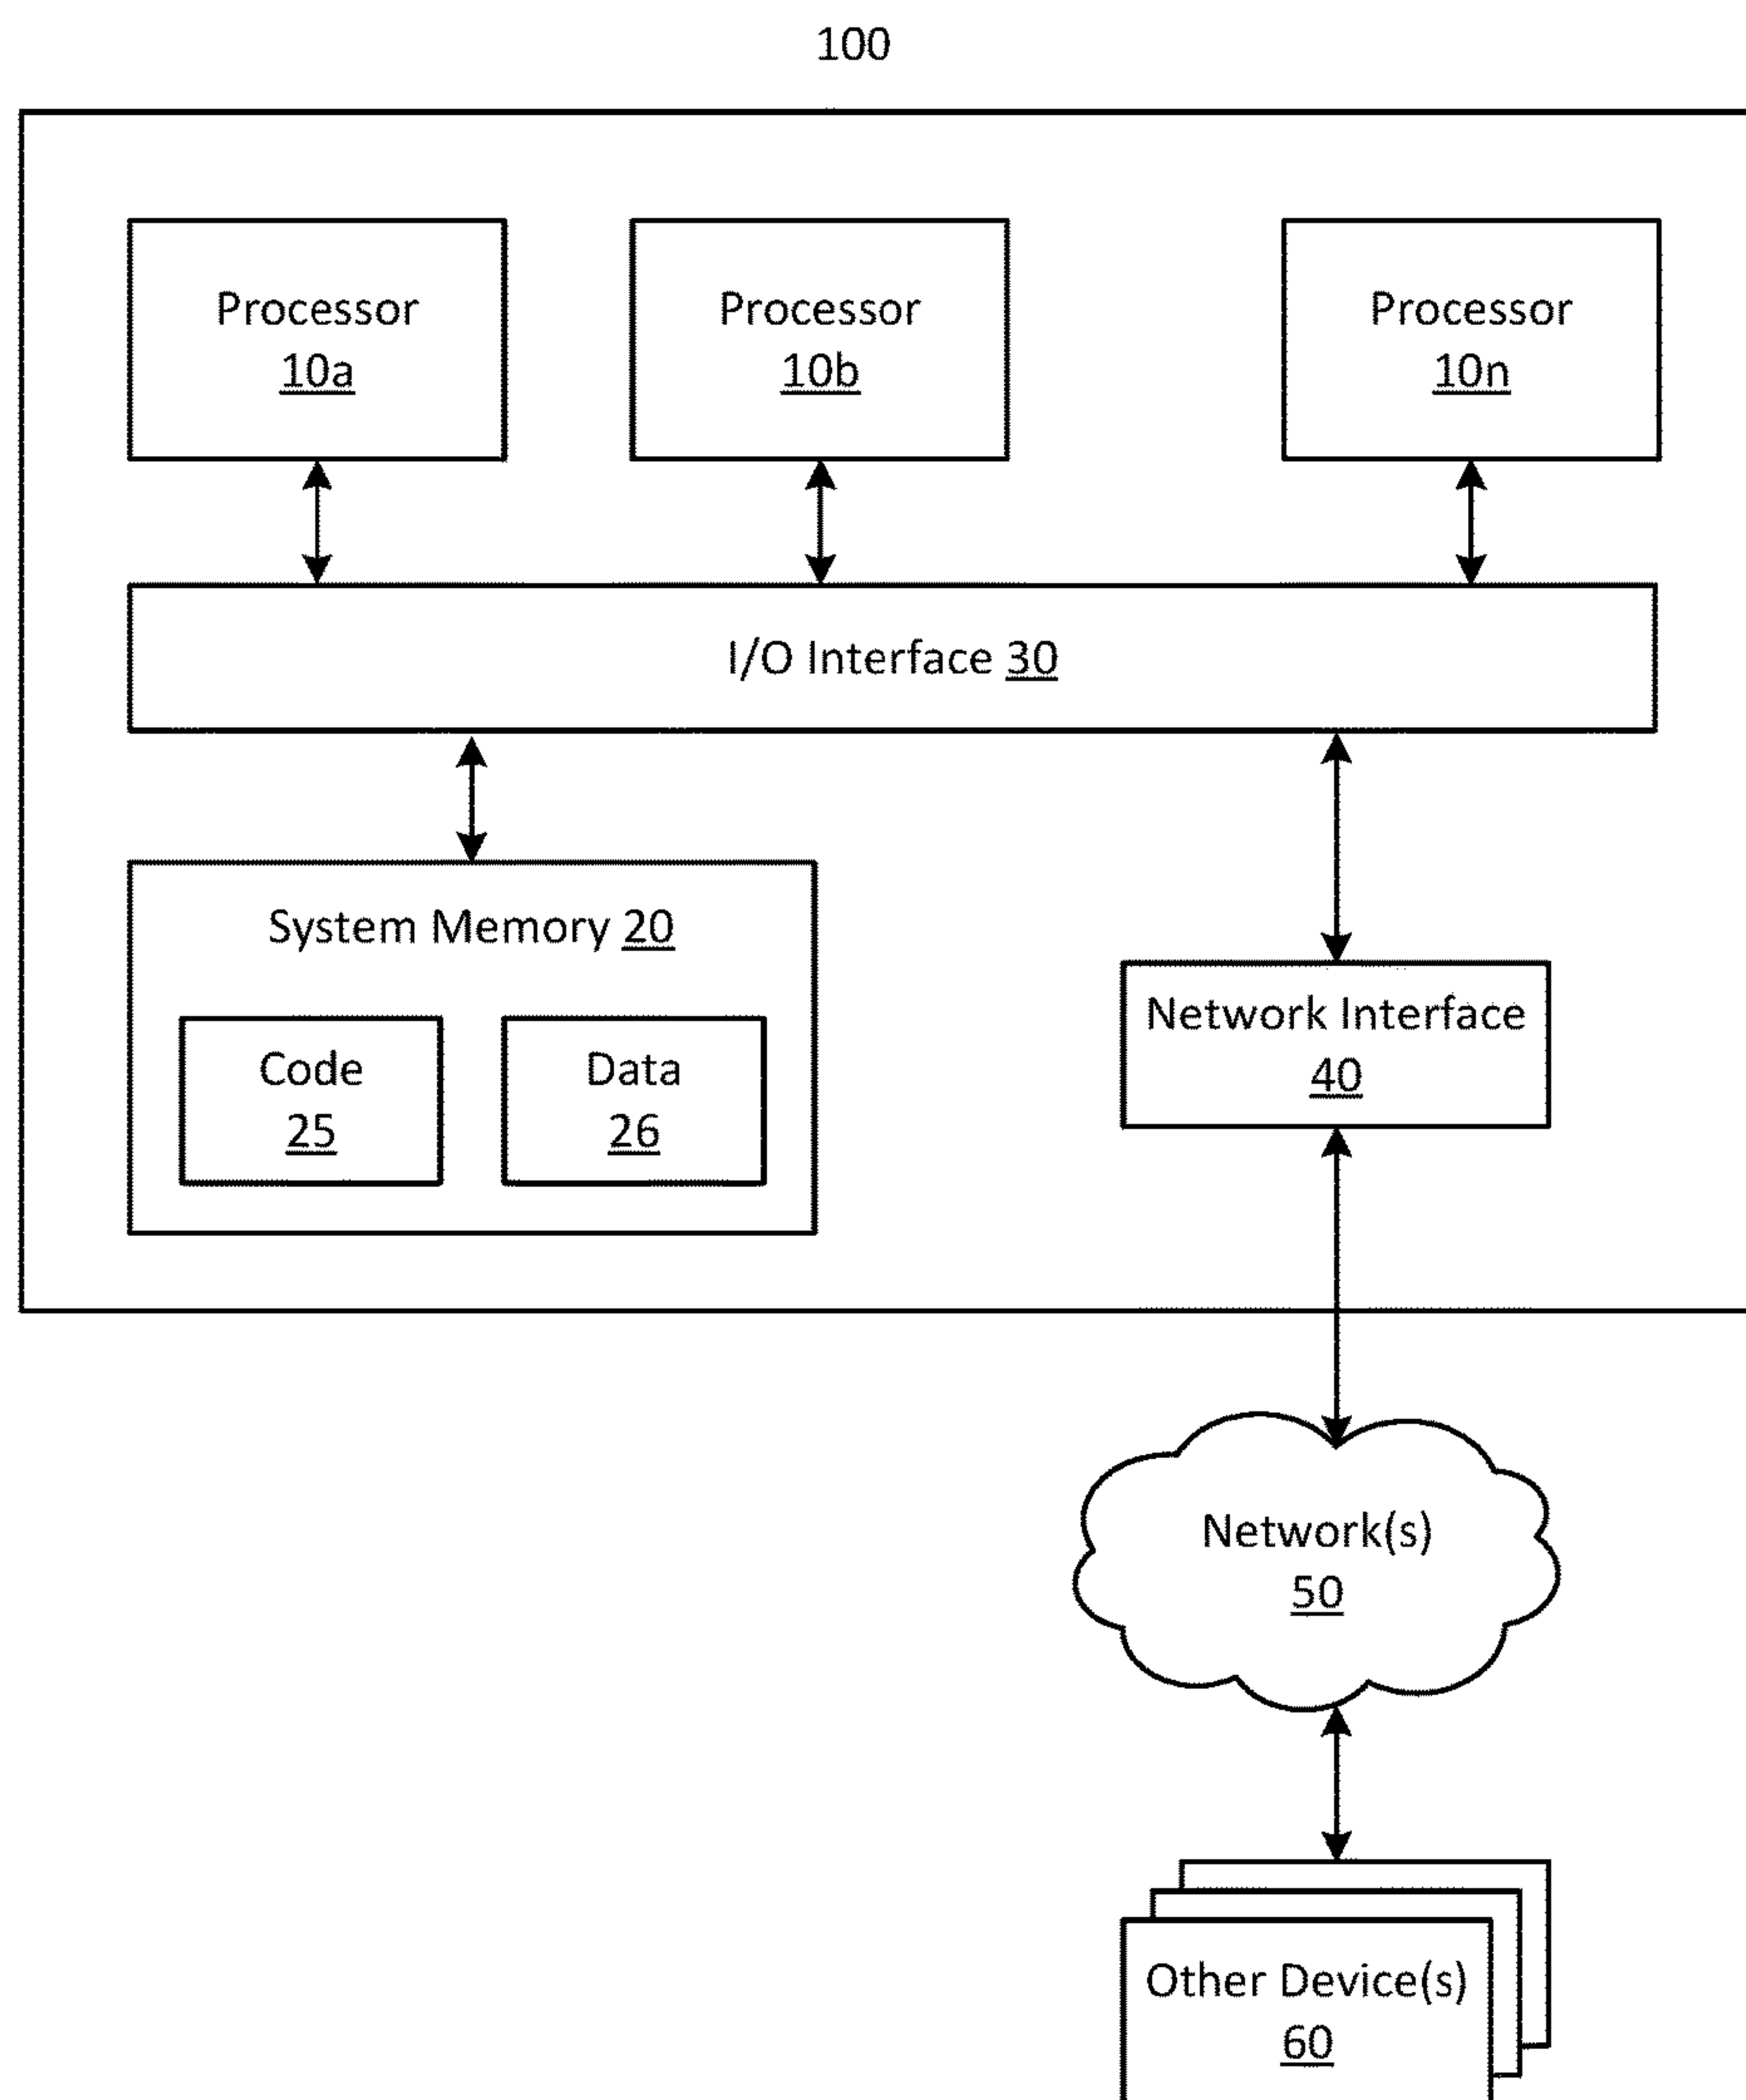 100
Processor
10a
Processor
10b
Processor
10n
I/O Interface 30
System Memory 20
Code
25
Data
26
Network Interface
40
Network(s)
50
Other Device(s)
60